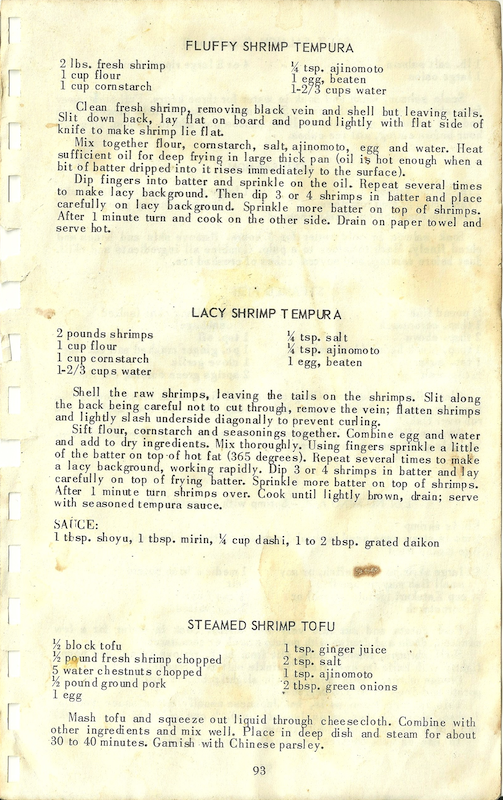 FLUFFY SHRIMP TEMPURA
2 lbs. fresh shrimp
1 cup flour
1 cup cornstarch
¼ tsp. ajinomoto
1 egg, beaten
1-2/3 cups water
Clean fresh shrimp, removing black vein and shell but leaving tails.
Slit down back, lay flat on board and pound lightly with flat side of
knife to make shrimp lie flat.
Mix together flour, cornstarch, salt, ajinomoto, egg and water. Heat
sufficient oil for deep frying in large thick pan (oil is hot enough when a
bit of batter dripped into it rises immediately to the surface).
Dip fingers into batter and sprinkle on the oil. Repeat several times
to make lacy background. Then dip 3 or 4 shrimps in batter and place
carefully on lacy background. Sprinkle more batter on top of shrimps.
After 1 minute turn and cook on the other side. Drain on paper towel and
serve hot.
LACY SHRIMP TEMPURA
2 pounds shrimps
1 cup flour
1 cup cornstarch
1-2/3 cups water
¼ tsp. salt
¼ tsp. ajinomoto
1 egg, beaten
Shell the raw shrimps, leaving the tails on the shrimps. Slit along
the back being careful not to cut through, remove the vein; flatten shrimps
and lightly slash underside diagonally to prevent curling.
Sift flour, cornstarch and seasonings together. Combine egg and water
and add to dry ingredients. Mix thoroughly. Using fingers sprinkle a little
of the batter on top of hot fat (365 degrees). Repeat several times to make
a lacy background, working rapidly. Dip 3 or 4 shrimps in batter and lay
carefully on top of frying batter. Sprinkle more batter on top of shrimps.
After 1 minute turn shrimps over. Cook until lightly brown, drain; serve
with seasoned tempura sauce.
SAUCE:
1 tbsp. shoyu, 1 tbsp. mirin, ¼ cup dashi, 1 to 2 tbsp. grated daikon
STEAMED SHRIMP TOFU
½ block tofu
½ pound fresh shrimp chopped
5 water chestnuts chopped
½ pound ground pork
1 egg
1 tsp. ginger juice
2 tsp. salt
1 tsp. ajinomoto
2 tbsp. green onions
Mash tofu and squeeze out liquid through cheesecloth. Combine with
other ingredients and mix well. Place in deep dish and steam for about
30 to 40 minutes. Garnish with Chinese parsley.
93